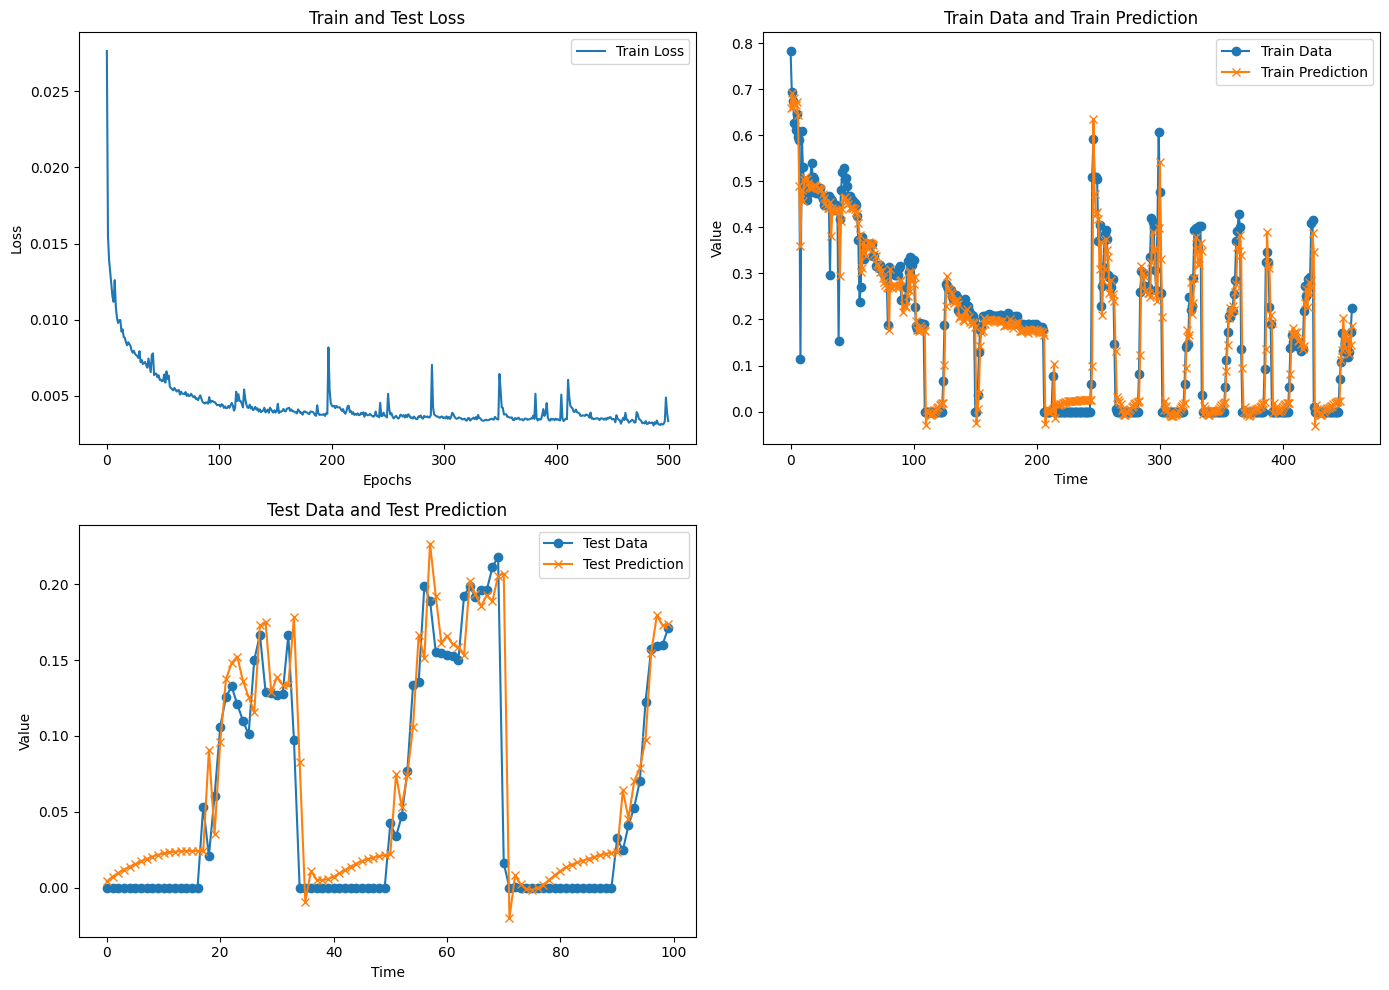 Train and Test Loss
Train Loss
0.025
0.020
0.015
0.010
0.005
Loss
0
100
200
300
400
500
Epochs
Train Data and Train Prediction
Train Data
Train Prediction
0.8
0.7
0.6
0.5
0.4
0.3
0.2
0.1
0.0
Value
0
100
200
300
400
Time
Test Data and Test Prediction
Test Data
Test Prediction
0.20
0.15
0.10
0.05
0.00
Value
0
20
40
60
80
100
Time